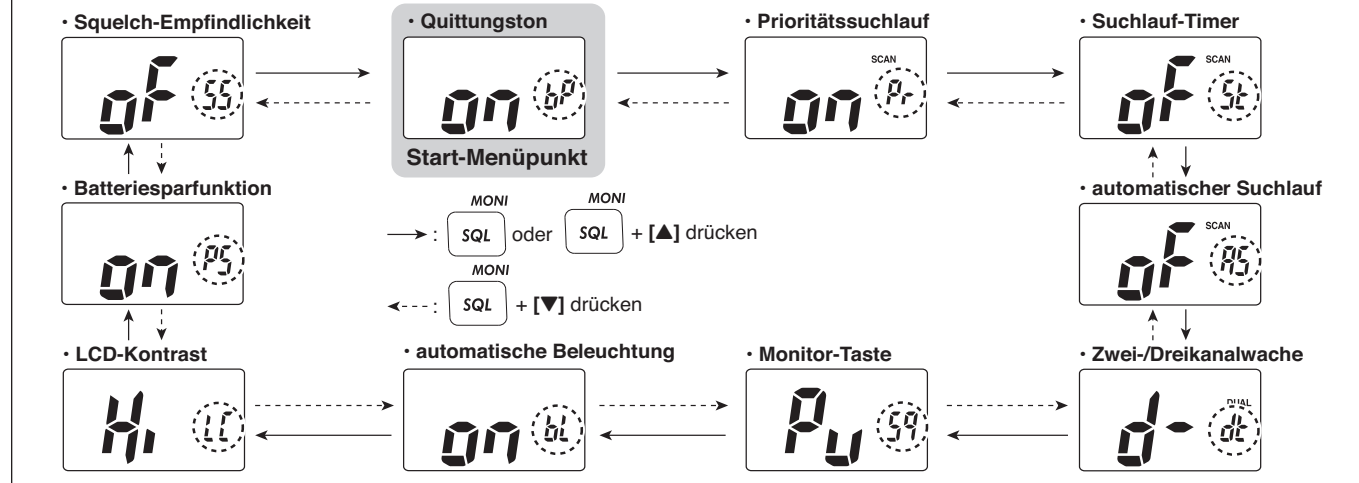 · Squelch-Empfindlichkeit
· Quittungston
· Prioritätssuchlauf
· Suchlauf-Timer
oF SS
on bP
SCAN
on Pr
SCAN
oF St
Start-Menüpunkt
· Batteriesparfunktion
on PS
· automatischer Suchlauf
SCAN
oF AS
→ : MONI SQL oder MONI SQL + [▲] drücken
←--- : MONI SQL + [▼] drücken
· LCD-Kontrast
· automatische Beleuchtung
· Monitor-Taste
· Zwei-/Dreikanalwache
Hi LC
on bL
Pu S9
DUAL
d- dt